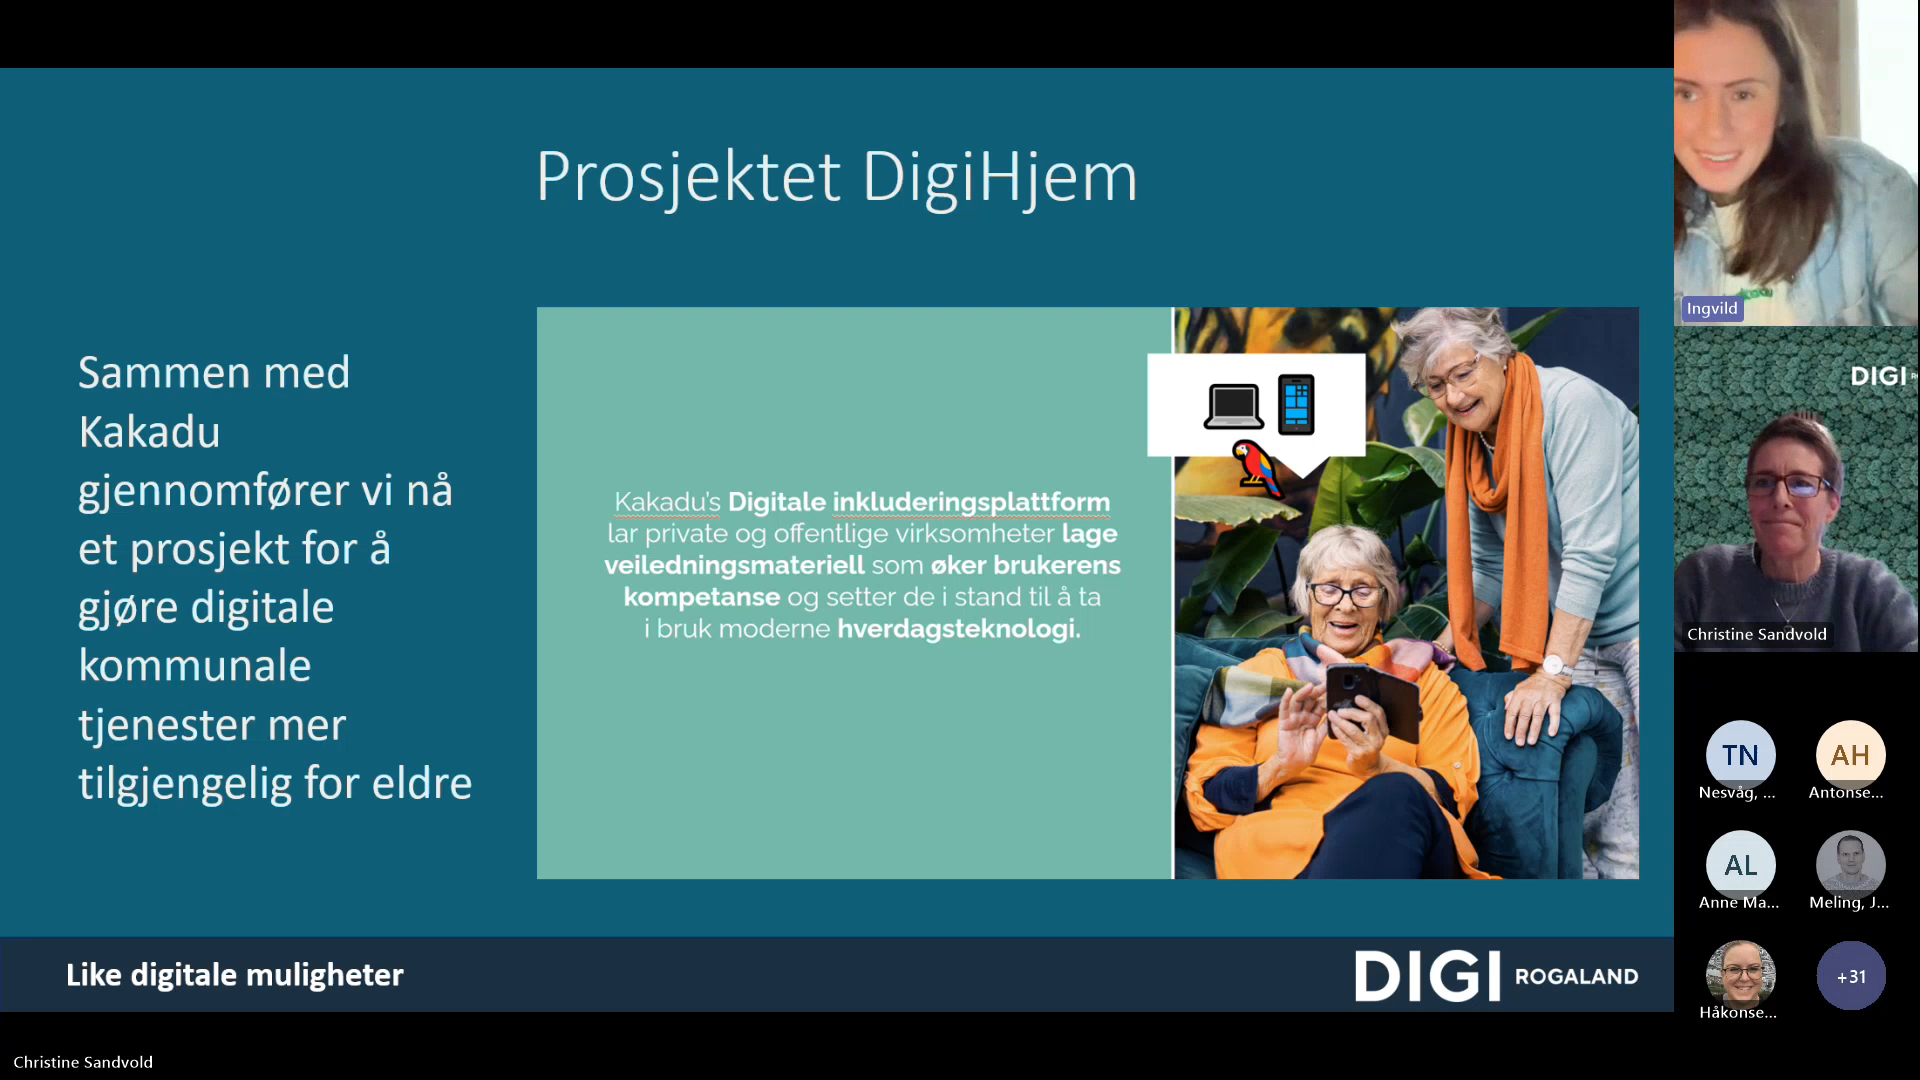 Prosjektet DigiHjem
Sammen med
Kakadu
gjennomfører vi nå
et prosjekt for å
gjøre digitale
kommunale
tjenester mer
tilgjengelig for eldre
Kakadu's Digitale inkluderingsplattform
lar private og offentlige virksomheter lage
veiledningsmateriell som øker brukerens
kompetanse og setter de i stand til å ta
i bruk moderne hverdagsteknologi.
Like digitale muligheter
DIGI ROGALAND
Christine Sandvold
Ingvild
DIGI
Christine Sandvold
TN
AH
Nesvåg, ...
Antonse...
AL
Anne Ma...
Meling, J...
+31
Håkonse...